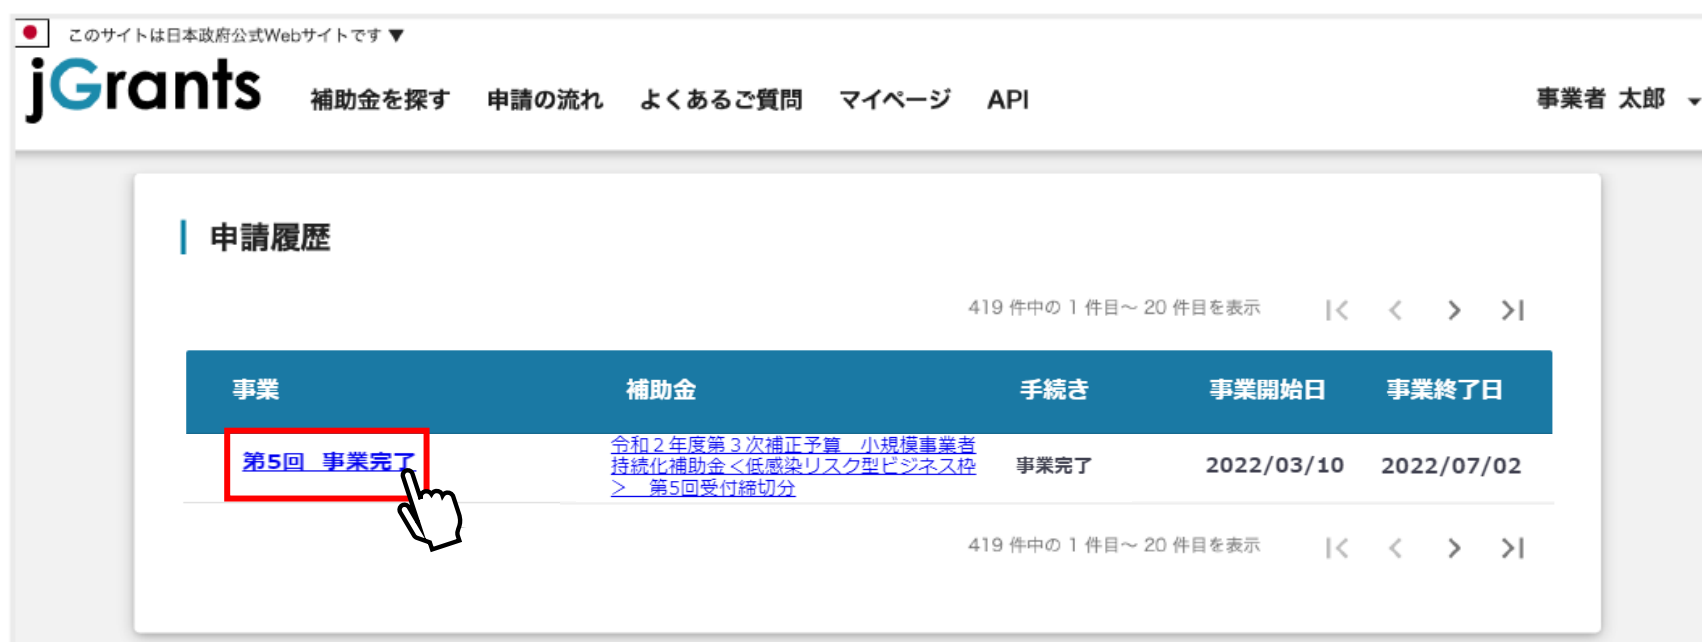 このサイトは日本政府公式Webサイトです ▼
jGrants 補助金を探す 申請の流れ よくあるご質問 マイページ API 事業者 太郎
申請履歴
419 件中の 1 件目～ 20 件目を表示
事業 補助金 手続き 事業開始日 事業終了日
第5回 事業完了 令和２年度第３次補正予算　小規模事業者
持続化補助金＜低感染リスク型ビジネス枠 事業完了 2022/03/10 2022/07/02
＞　第5回受付締切分
419 件中の 1 件目～ 20 件目を表示